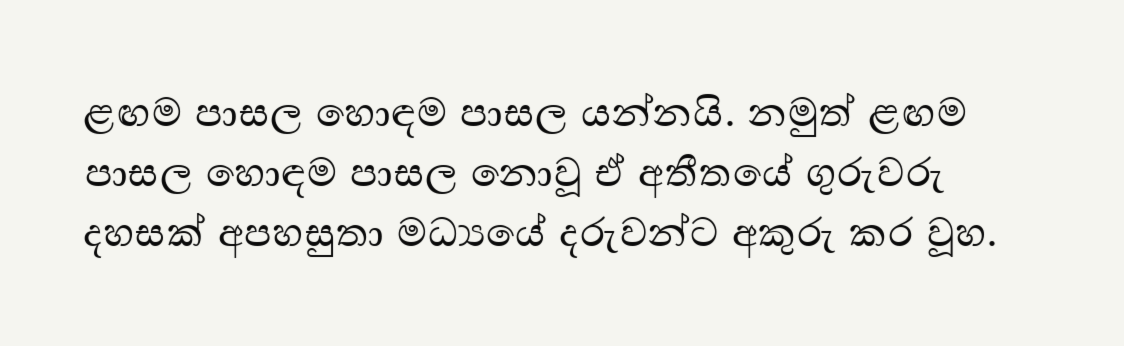 ළඟම පාසල හොඳම පාසල යන්නයි. නමුත් ළඟම
පාසල හොඳම පාසල නොවූ ඒ අතීතයේ ගුරුවරු
දහසක් අපහසුතා මධ්‍යයේ දරුවන්ට අකුරු කර වූහ.